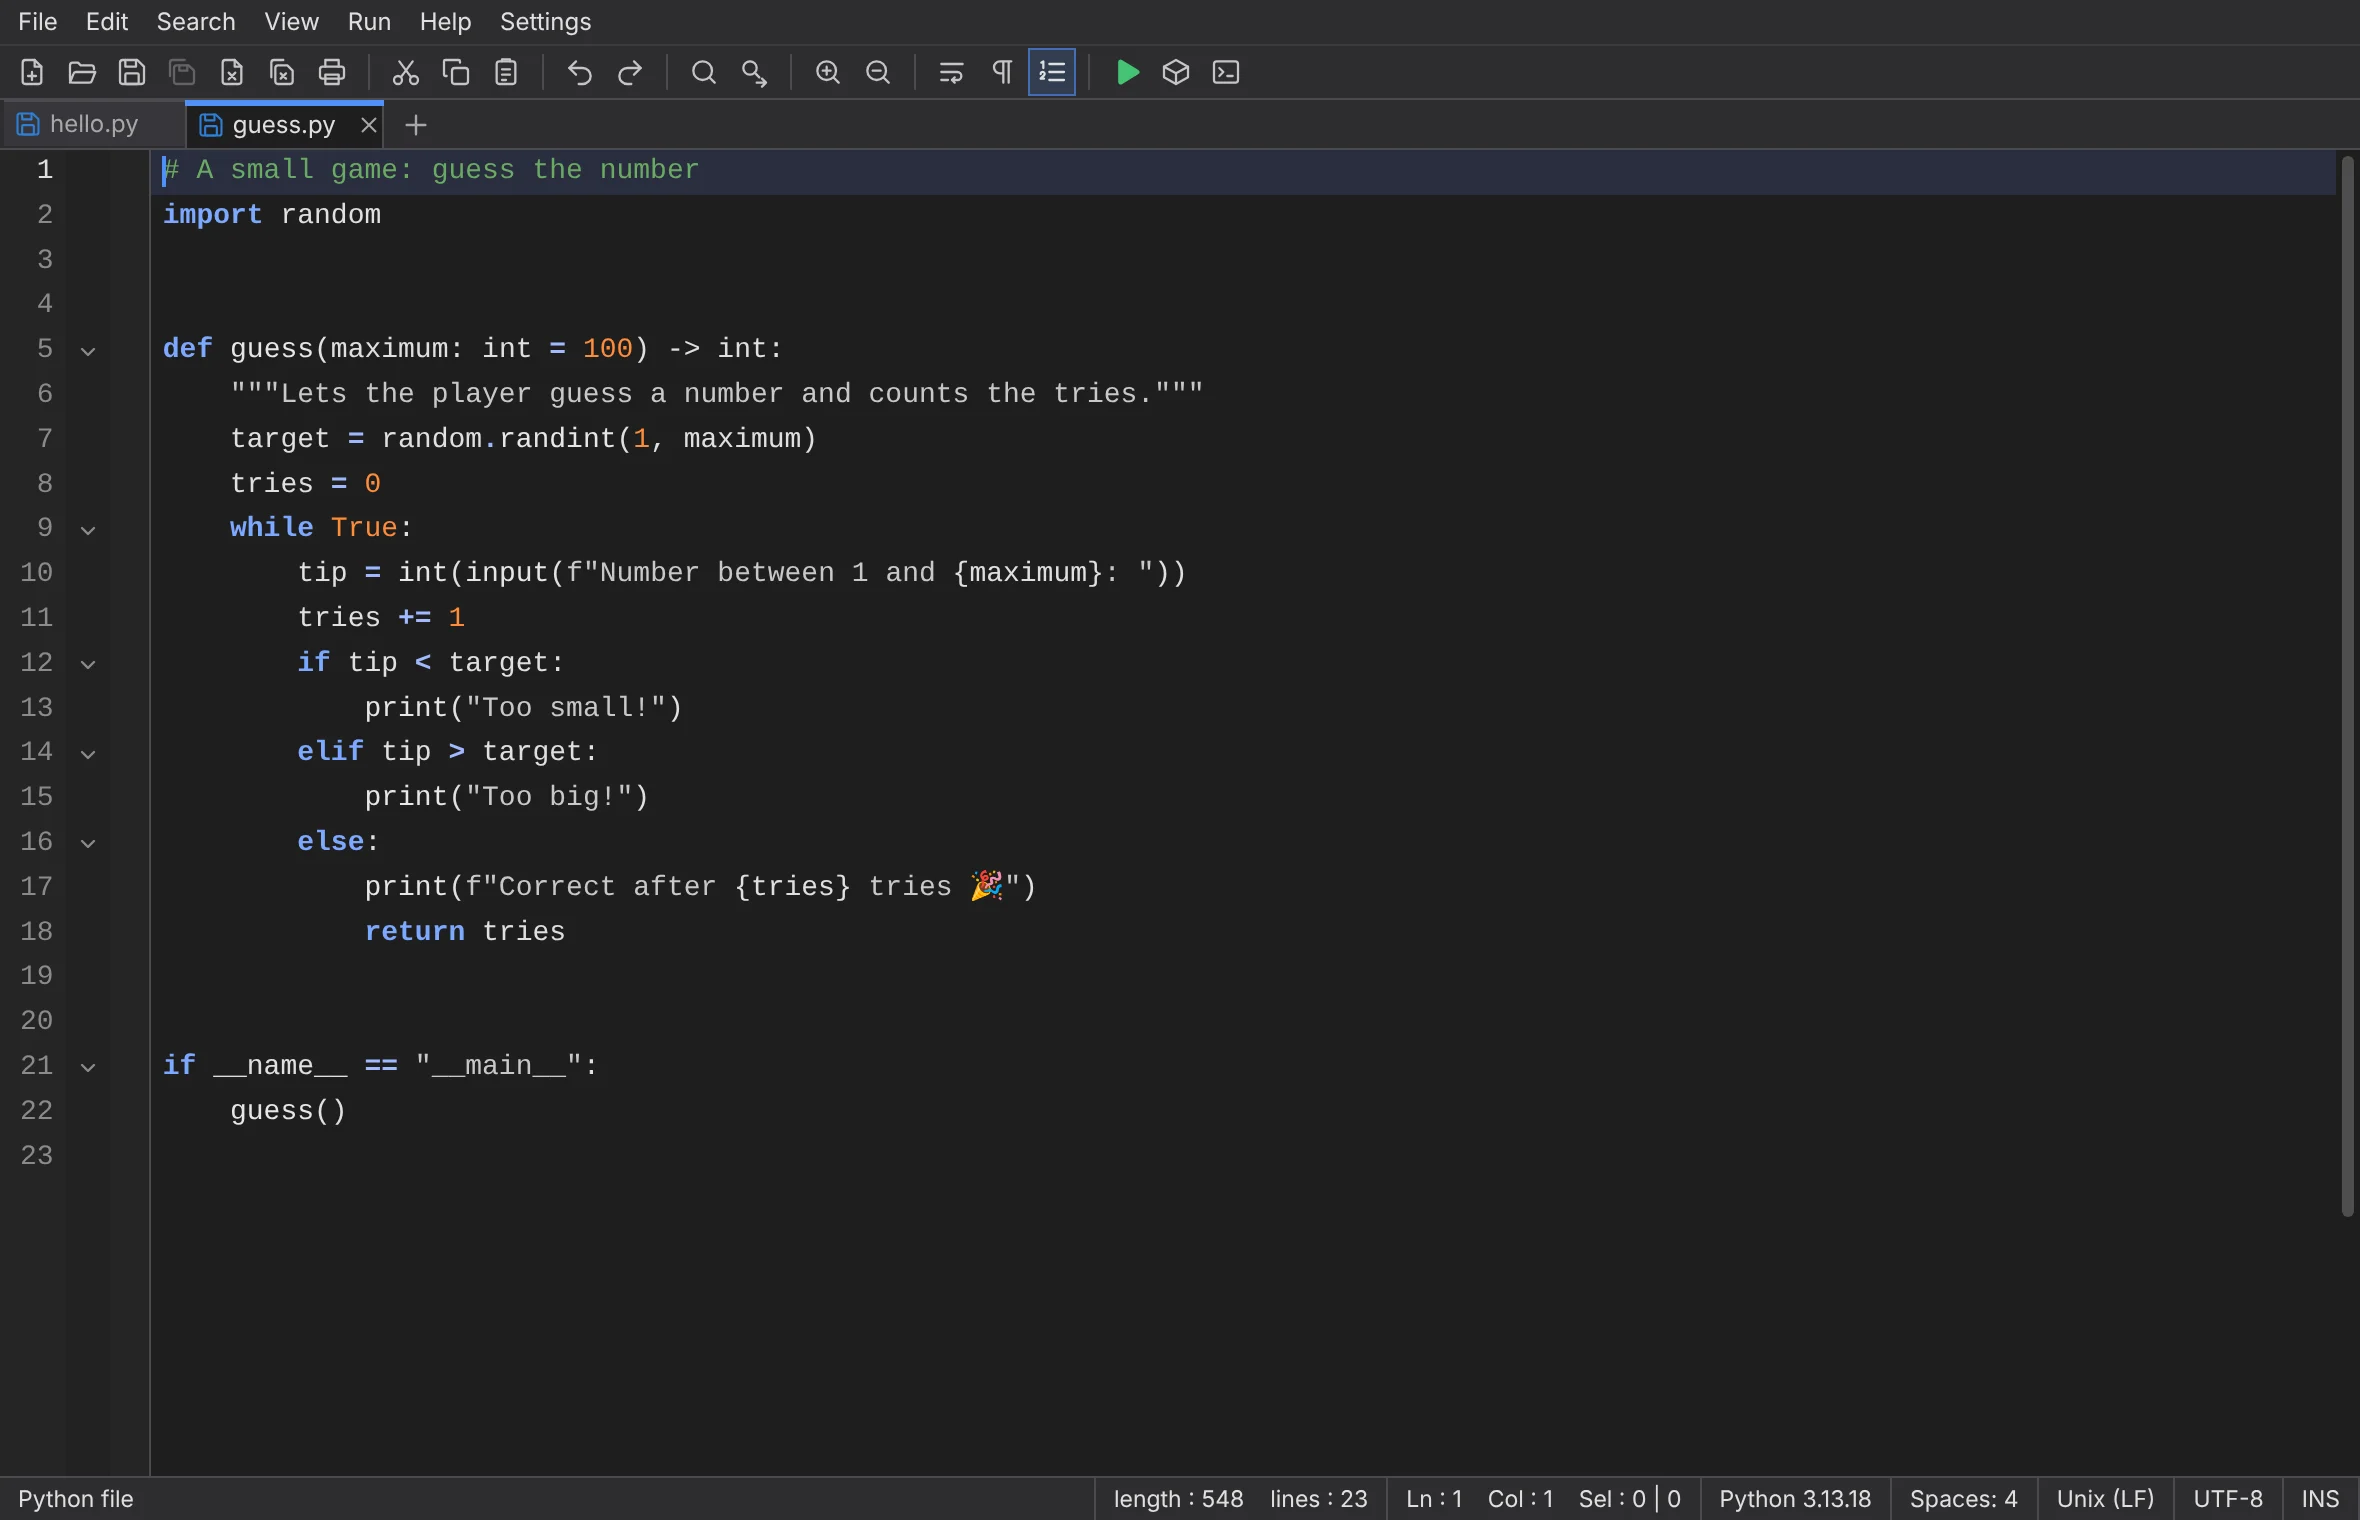 File Edit Search View Run Help Settings
hello.py guess.py
1 # A small game: guess the number
2 import random
3
4
5 def guess(maximum: int = 100) -> int:
6     """Lets the player guess a number and counts the tries."""
7     target = random.randint(1, maximum)
8     tries = 0
9     while True:
10         tip = int(input(f"Number between 1 and {maximum}: "))
11         tries += 1
12         if tip < target:
13             print("Too small!")
14         elif tip > target:
15             print("Too big!")
16         else:
17             print(f"Correct after {tries} tries 🎉")
18             return tries
19
20
21 if __name__ == "__main__":
22     guess()
23
Python file length : 548 lines : 23 Ln : 1 Col : 1 Sel : 0 | 0 Python 3.13.18 Spaces: 4 Unix (LF) UTF-8 INS